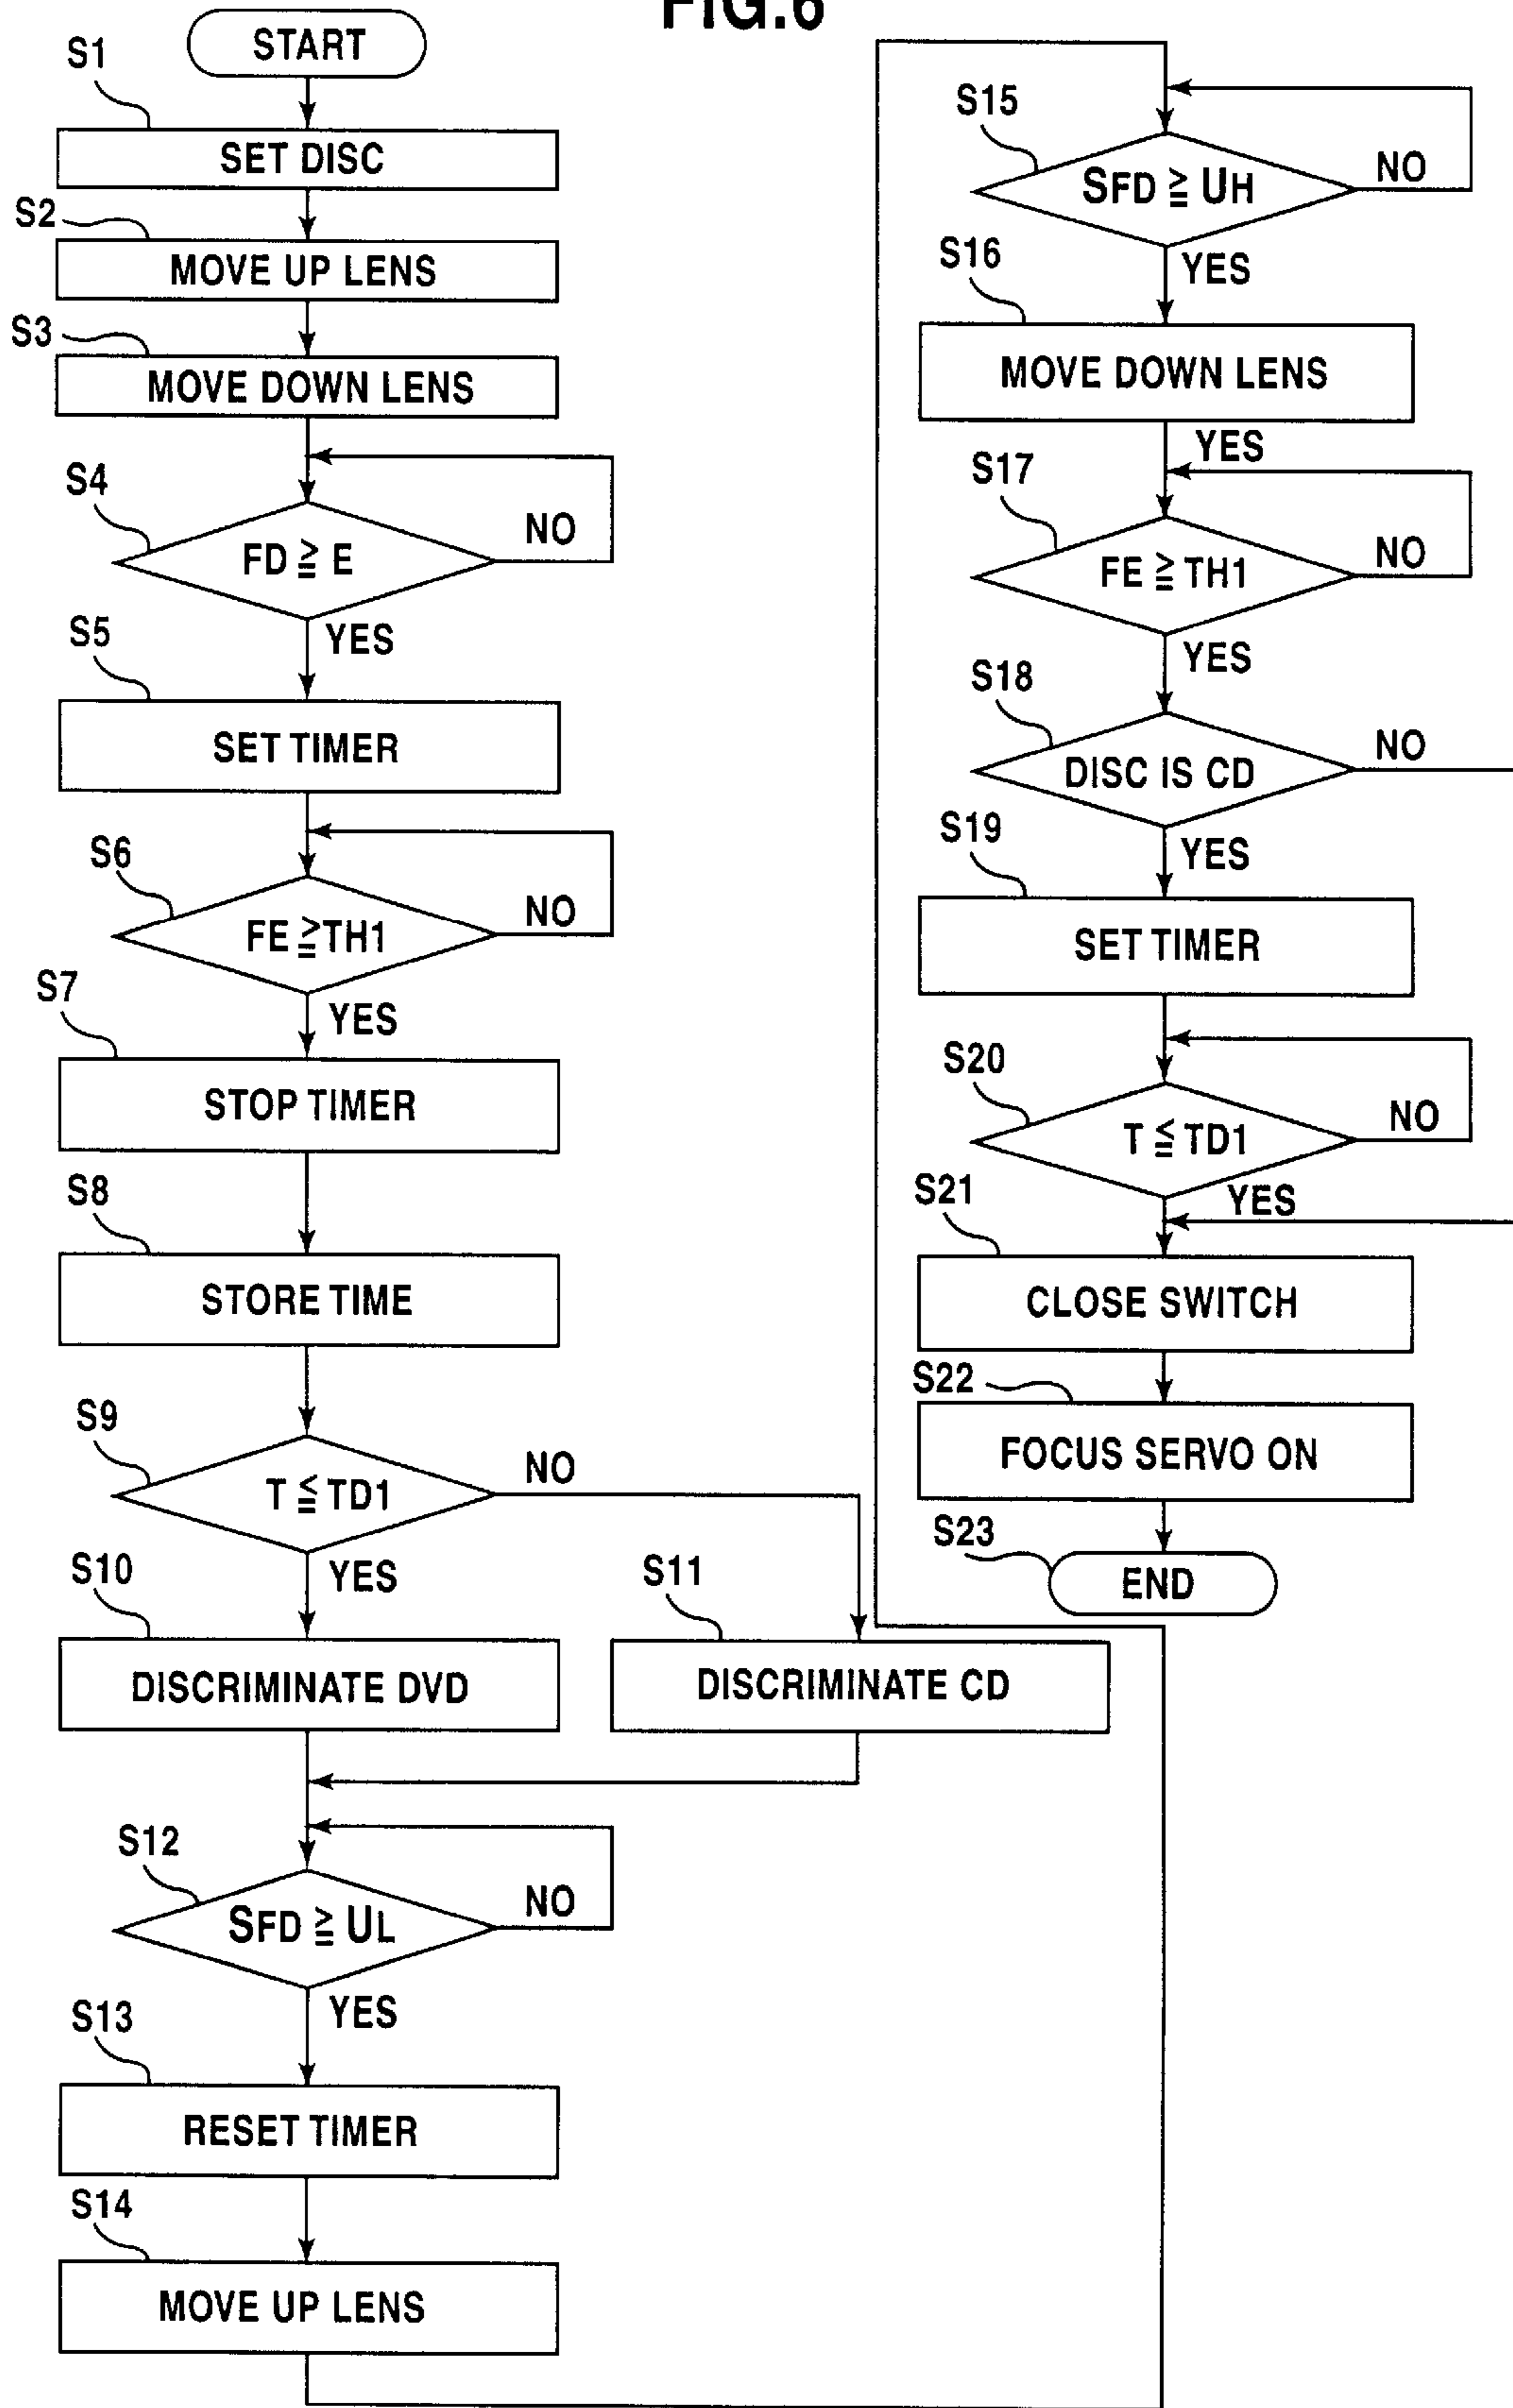 FIG.6
START
S1
SET DISC
S2
MOVE UP LENS
S3
MOVE DOWN LENS
S4
FD ≧ E
NO
YES
S5
SET TIMER
S6
FE ≧TH1
NO
YES
S7
STOP TIMER
S8
STORE TIME
S9
T ≦ TD1
NO
YES
S10
DISCRIMINATE DVD
S11
DISCRIMINATE CD
S12
SFD ≧ UL
NO
YES
S13
RESET TIMER
S14
MOVE UP LENS
S15
SFD ≧ UH
NO
YES
S16
MOVE DOWN LENS
YES
S17
FE ≧ TH1
NO
YES
S18
DISC IS CD
NO
YES
S19
SET TIMER
S20
T ≦ TD1
NO
YES
S21
CLOSE SWITCH
S22
FOCUS SERVO ON
S23
END